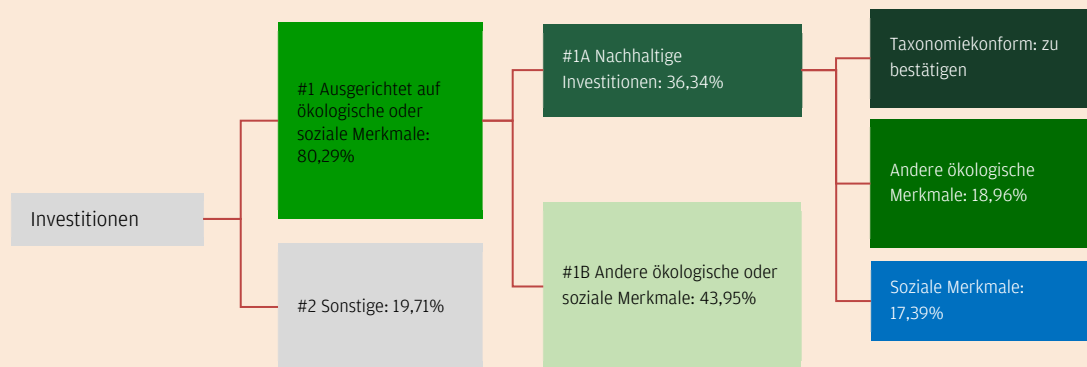 Investitionen
#1 Ausgerichtet auf
ökologische oder
soziale Merkmale:
80,29%
#2 Sonstige: 19,71%
#1A Nachhaltige
Investitionen: 36,34%
#1B Andere ökologische oder
soziale Merkmale: 43,95%
Taxonomiekonform: zu
bestätigen
Andere ökologische
Merkmale: 18,96%
Soziale Merkmale:
17,39%